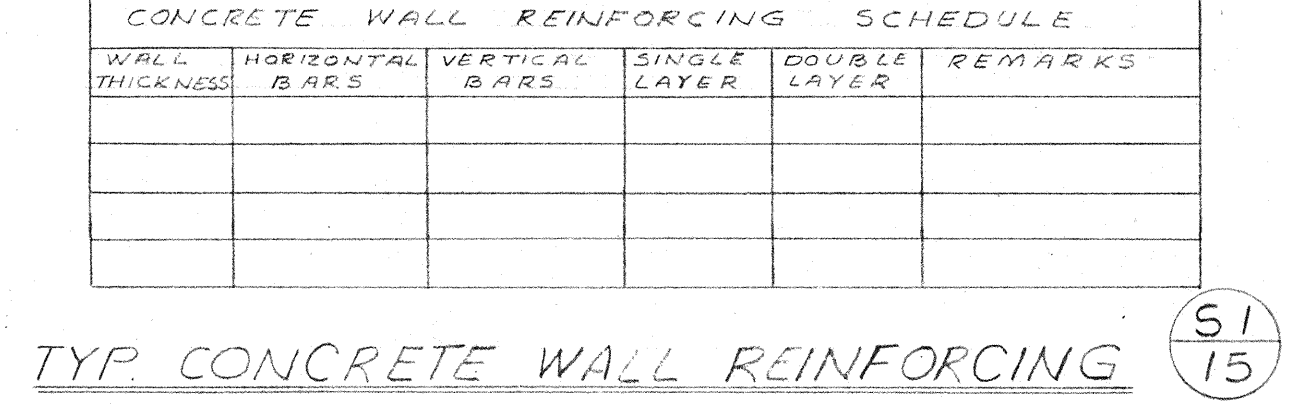 CONCRETE WALL REINFORCING SCHEDULE
WALL THICKNESS
HORIZONTAL BARS
VERTICAL BARS
SINGLE LAYER
DOUBLE LAYER
REMARKS
TYP. CONCRETE WALL REINFORCING
S1
15